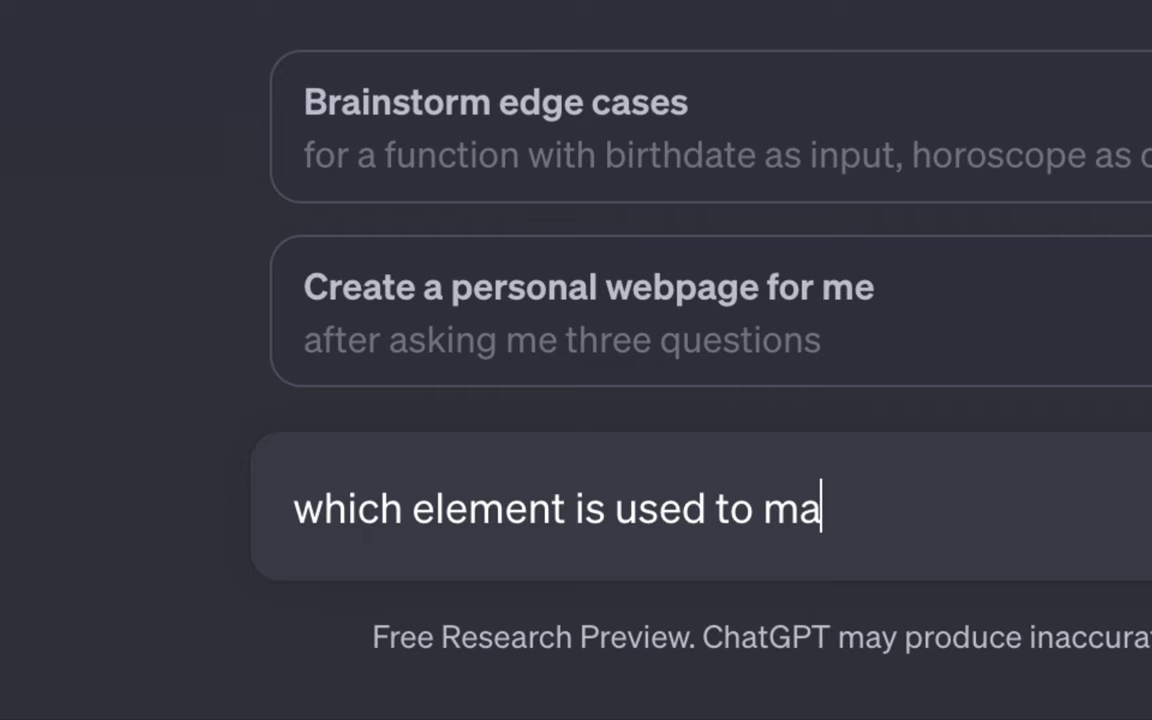 Brainstorm edge cases
for a function with birthdate as input, horoscope as
Create a personal webpage for me
after asking me three questions
which element is used to ma
Free Research Preview. ChatGPT may produce